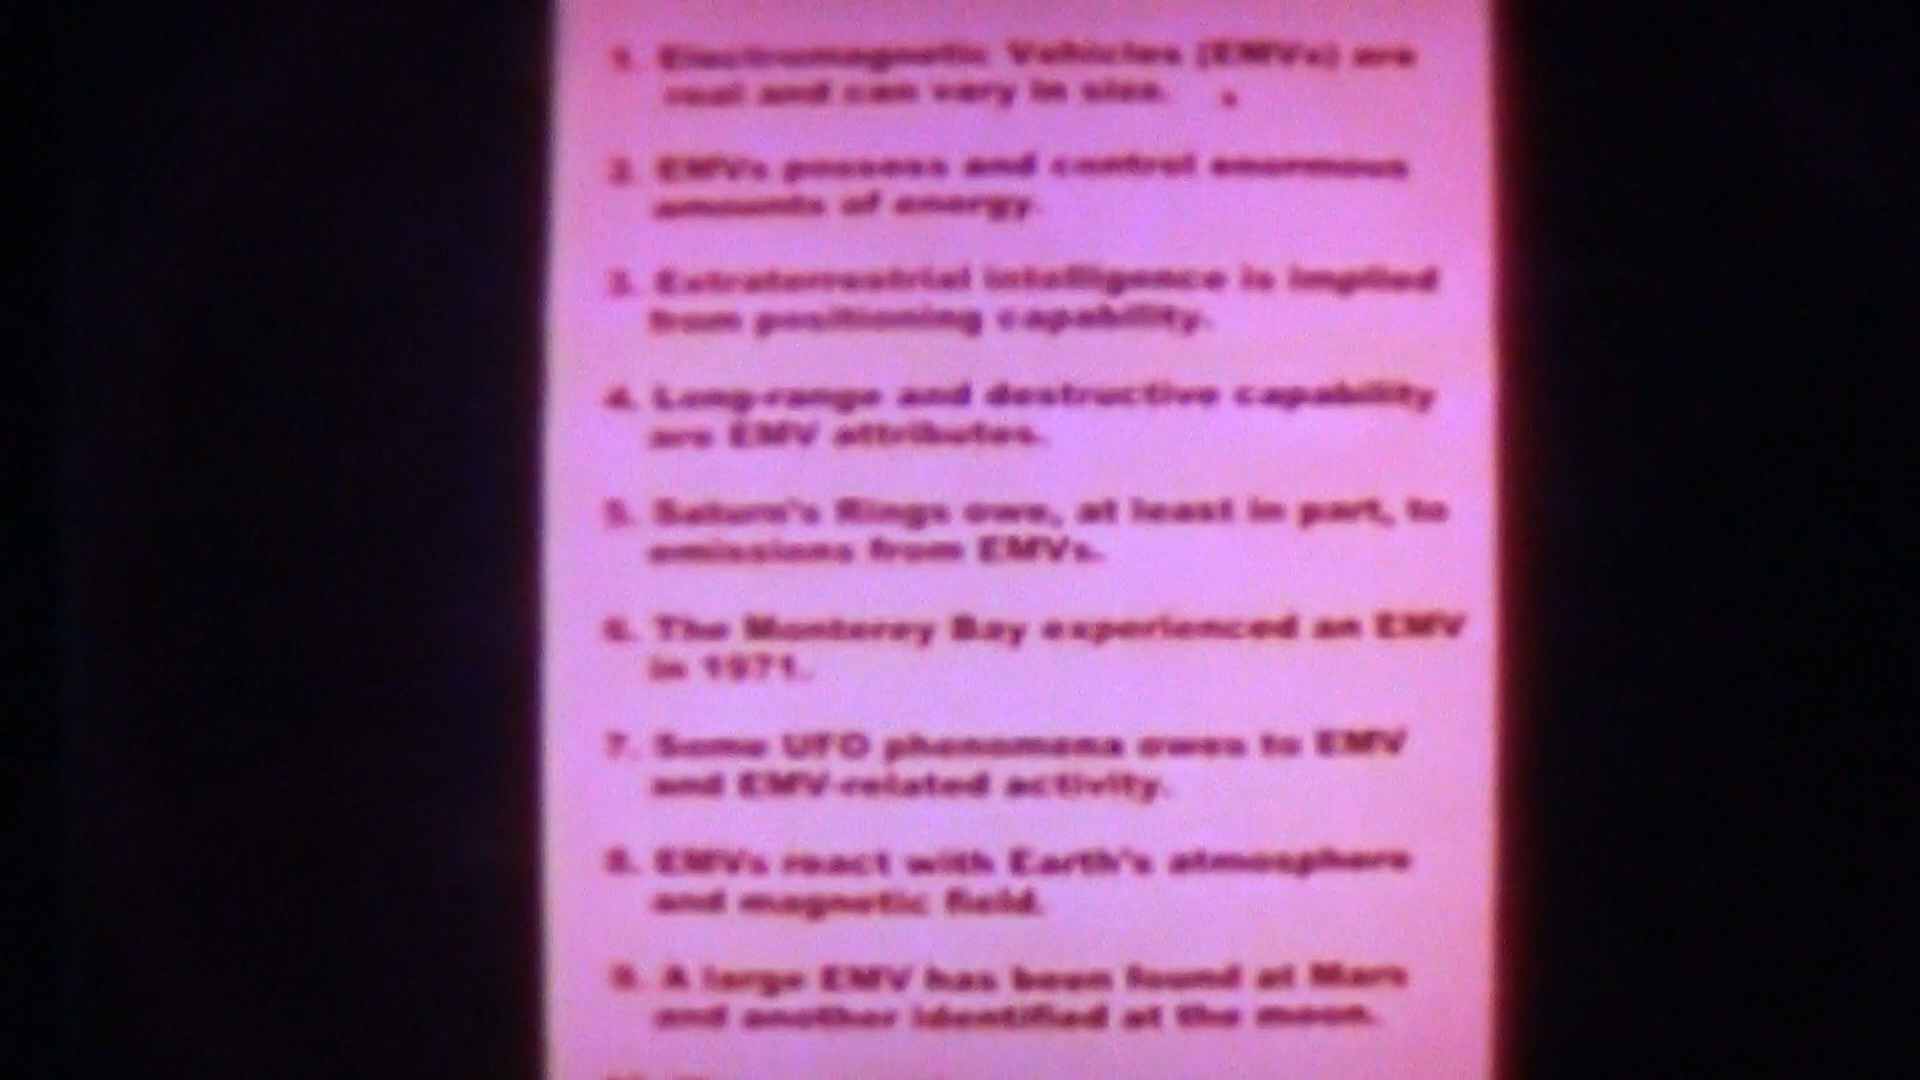 1. Electromagnetic Vehicles (EMVs) are
real and can vary in size.
2. EMVs possess and control enormous
amounts of energy.
3. Extraterrestrial intelligence is implied
from positioning capability.
4. Long-range and destructive capability
are EMV attributes.
5. Saturn's Rings owe, at least in part, to
emissions from EMVs.
6. The Monterey Bay experienced an EMV
in 1971.
7. Some UFO phenomena owes to EMV
and EMV-related activity.
8. EMVs react with Earth's atmosphere
and magnetic field.
9. A large EMV has been found at Mars
and another identified at the moon.